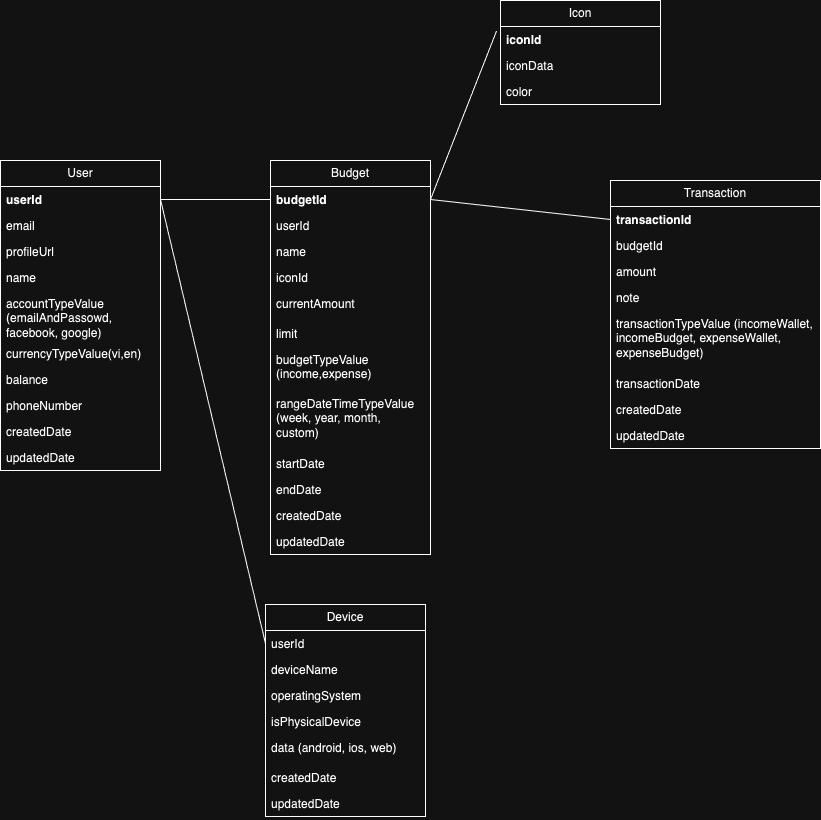 Icon
iconId
iconData
color
User
userId
email
profileUrl
name
accountTypeValue
(emailAndPassowd,
facebook, google)
currencyTypeValue(vi,en)
balance
phoneNumber
createdDate
updatedDate
Budget
budgetId
userId
name
iconId
currentAmount
limit
budgetTypeValue
(income,expense)
rangeDateTimeTypeValue
(week, year, month,
custom)
startDate
endDate
createdDate
updatedDate
Transaction
transactionId
budgetId
amount
note
transactionTypeValue (incomeWallet,
incomeBudget, expenseWallet,
expenseBudget)
transactionDate
createdDate
updatedDate
Device
userId
deviceName
operatingSystem
isPhysicalDevice
data (android, ios, web)
createdDate
updatedDate